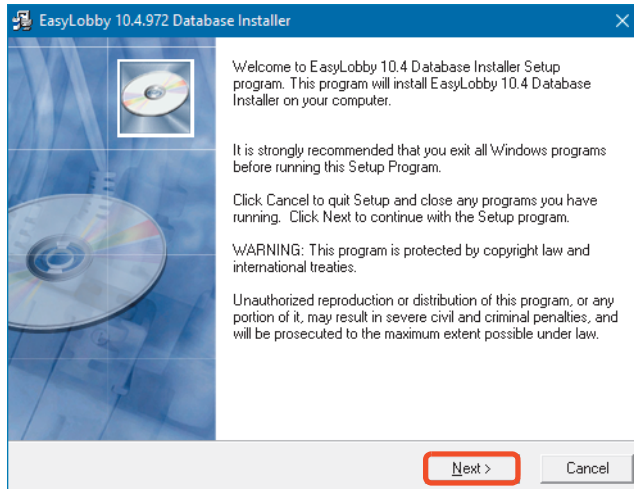 EasyLobby 10.4.972 Database Installer
Welcome to EasyLobby 10.4 Database Installer Setup
program. This program will install EasyLobby 10.4 Database
Installer on your computer.
It is strongly recommended that you exit all Windows programs
before running this Setup Program.
Click Cancel to quit Setup and close any programs you have
running. Click Next to continue with the Setup program.
WARNING: This program is protected by copyright law and
international treaties.
Unauthorized reproduction or distribution of this program, or any
portion of it, may result in severe civil and criminal penalties, and
will be prosecuted to the maximum extent possible under law.
Next >
Cancel